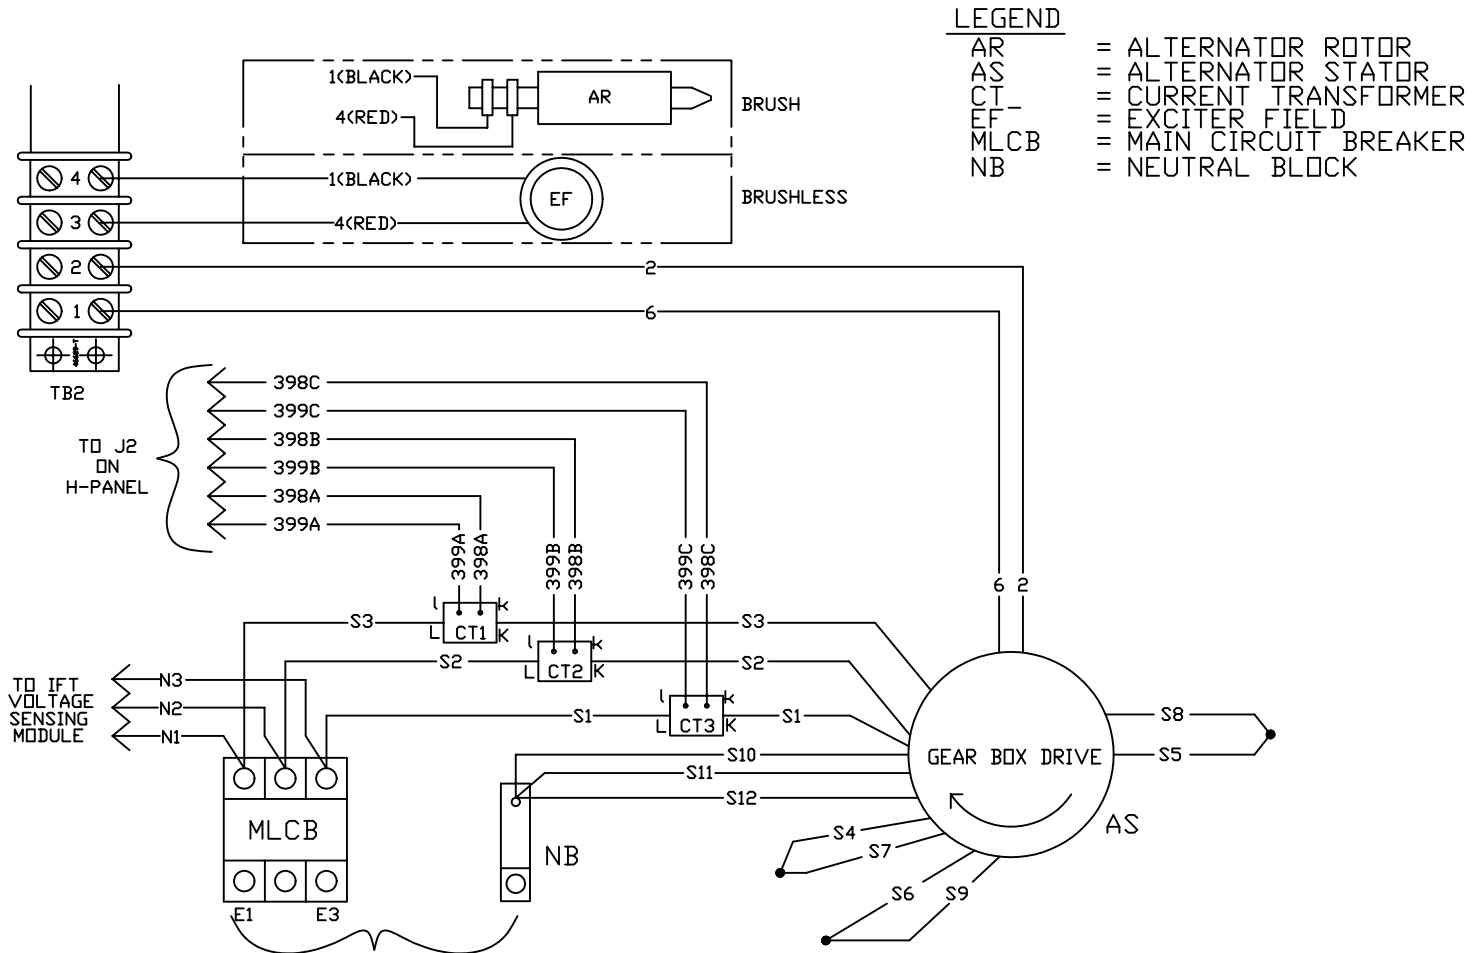 LEGEND
AR = ALTERNATOR ROTOR
AS = ALTERNATOR STATOR
CT_ = CURRENT TRANSFORMER
EF = EXCITER FIELD
MLCB = MAIN CIRCUIT BREAKER
NB = NEUTRAL BLOCK
1(BLACK)
AR
BRUSH
4(RED)
4
1(BLACK)
EF
BRUSHLESS
3
4(RED)
2
2
1
6
TB2
398C
399C
398B
399B
398A
399A
TO J2
ON
H-PANEL
399A
398A
399B
398B
399C
398C
6 2
l k
S3
CT1
L K
S3
l k
S2
CT2
L K
S2
l k
S1
CT3
L K
S1
TO IFT
VOLTAGE
SENSING
MODULE
N3
N2
N1
S10
S11
S12
GEAR BOX DRIVE
S8
S5
AS
MLCB
NB
S4
S7
S6
S9
E1 E3